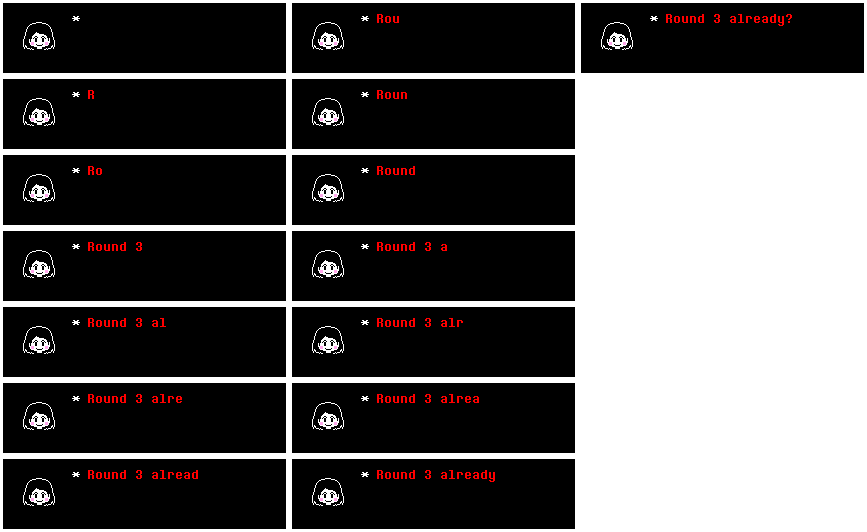 *
* Rou
* Round 3 already?
* R
* Roun
* Ro
* Round
* Round 3
* Round 3 a
* Round 3 al
* Round 3 alr
* Round 3 alre
* Round 3 alrea
* Round 3 alread
* Round 3 already